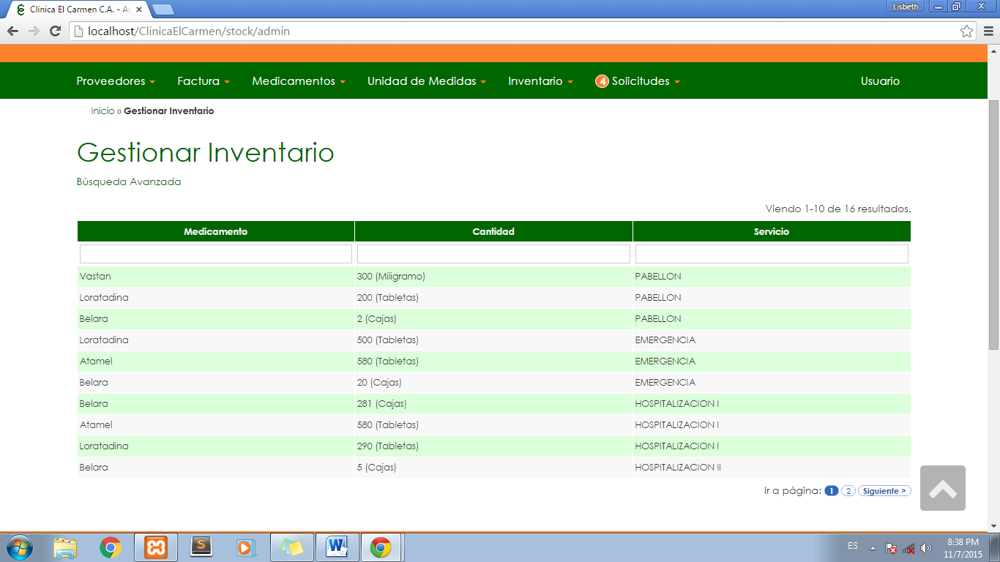 Clínica El Carmen C.A. - Ad
Lisbeth
localhost/ClinicaElCarmen/stock/admin
Proveedores Factura Medicamentos Unidad de Medidas Inventario 4 Solicitudes Usuario
Inicio » Gestionar Inventario
Gestionar Inventario
Búsqueda Avanzada
Viendo 1-10 de 16 resultados.
Medicamento Cantidad Servicio
Vastan 300 (Miligramo) PABELLON
Loratadina 200 (Tabletas) PABELLON
Belara 2 (Cajas) PABELLON
Loratadina 500 (Tabletas) EMERGENCIA
Atamel 580 (Tabletas) EMERGENCIA
Belara 20 (Cajas) EMERGENCIA
Belara 281 (Cajas) HOSPITALIZACION I
Atamel 580 (Tabletas) HOSPITALIZACION I
Loratadina 290 (Tabletas) HOSPITALIZACION I
Belara 5 (Cajas) HOSPITALIZACION II
Ir a página: 1 2 Siguiente >
ES 8:38 PM
11/7/2015